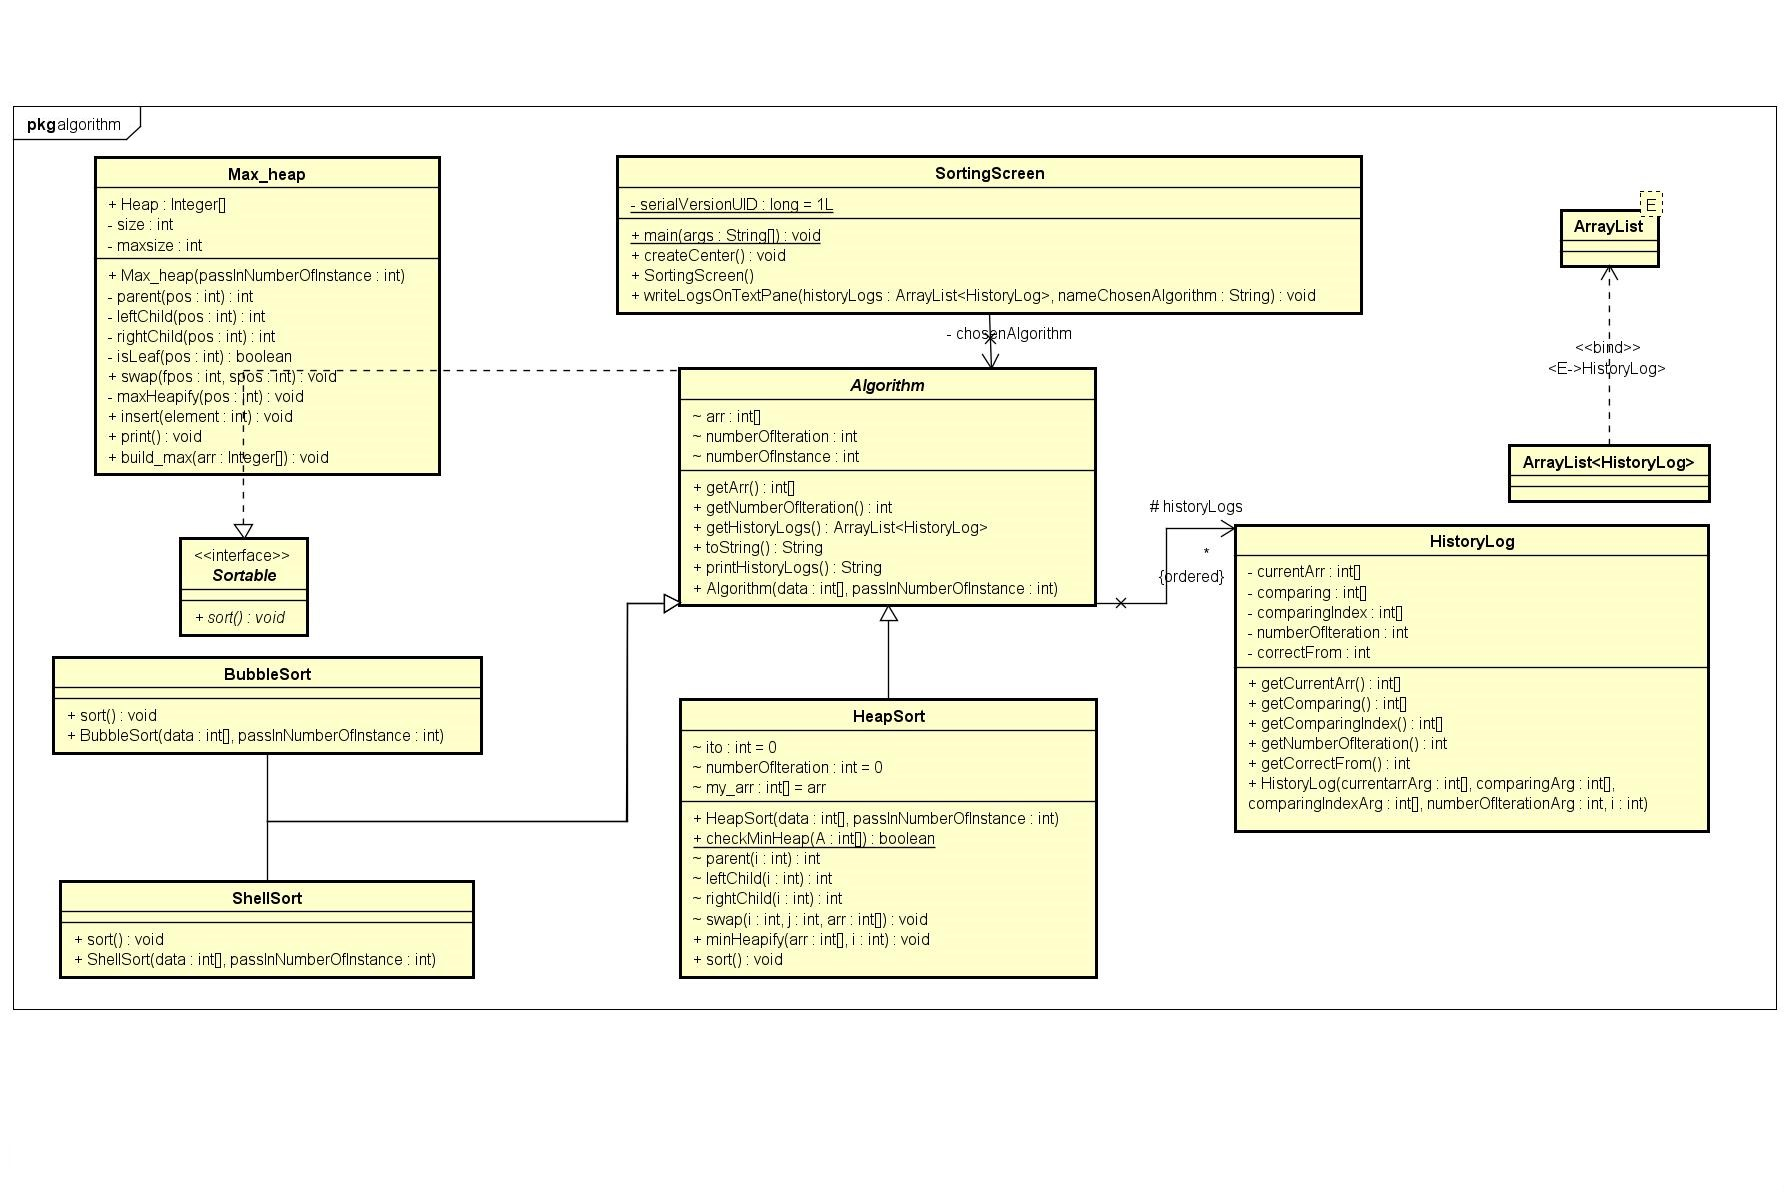 pkg algorithm
Max_heap
+ Heap : Integer[]
- size : int
- maxsize : int
+ Max_heap(passInNumberOfInstance : int)
- parent(pos : int) : int
- leftChild(pos : int) : int
- rightChild(pos : int) : int
- isLeaf(pos : int) : boolean
+ swap(fpos : int, spos : int) : void
- maxHeapify(pos : int) : void
+ insert(element : int) : void
+ print() : void
+ build_max(arr : Integer[]) : void
SortingScreen
- serialVersionUID : long = 1L
+ main(args : String[]) : void
+ createCenter() : void
+ SortingScreen()
+ writeLogsOnTextPane(historyLogs : ArrayList<HistoryLog>, nameChosenAlgorithm : String) : void
- chosenAlgorithm
E
ArrayList
<<bind>>
<E->HistoryLog>
ArrayList<HistoryLog>
Algorithm
~ arr : int[]
~ numberOfIteration : int
~ numberOfInstance : int
+ getArr() : int[]
+ getNumberOfIteration() : int
+ getHistoryLogs() : ArrayList<HistoryLog>
+ toString() : String
+ printHistoryLogs() : String
+ Algorithm(data : int[], passInNumberOfInstance : int)
# historyLogs
*
{ordered}
HistoryLog
- currentArr : int[]
- comparing : int[]
- comparingIndex : int[]
- numberOfIteration : int
- correctFrom : int
+ getCurrentArr() : int[]
+ getComparing() : int[]
+ getComparingIndex() : int[]
+ getNumberOfIteration() : int
+ getCorrectFrom() : int
+ HistoryLog(currentarrArg : int[], comparingArg : int[],
comparingIndexArg : int[], numberOfIterationArg : int, i : int)
<<interface>>
Sortable
+ sort() : void
BubbleSort
+ sort() : void
+ BubbleSort(data : int[], passInNumberOfInstance : int)
HeapSort
~ ito : int = 0
~ numberOfIteration : int = 0
~ my_arr : int[] = arr
+ HeapSort(data : int[], passInNumberOfInstance : int)
+ checkMinHeap(A : int[]) : boolean
~ parent(i : int) : int
~ leftChild(i : int) : int
~ rightChild(i : int) : int
~ swap(i : int, j : int, arr : int[]) : void
+ minHeapify(arr : int[], i : int) : void
+ sort() : void
ShellSort
+ sort() : void
+ ShellSort(data : int[], passInNumberOfInstance : int)